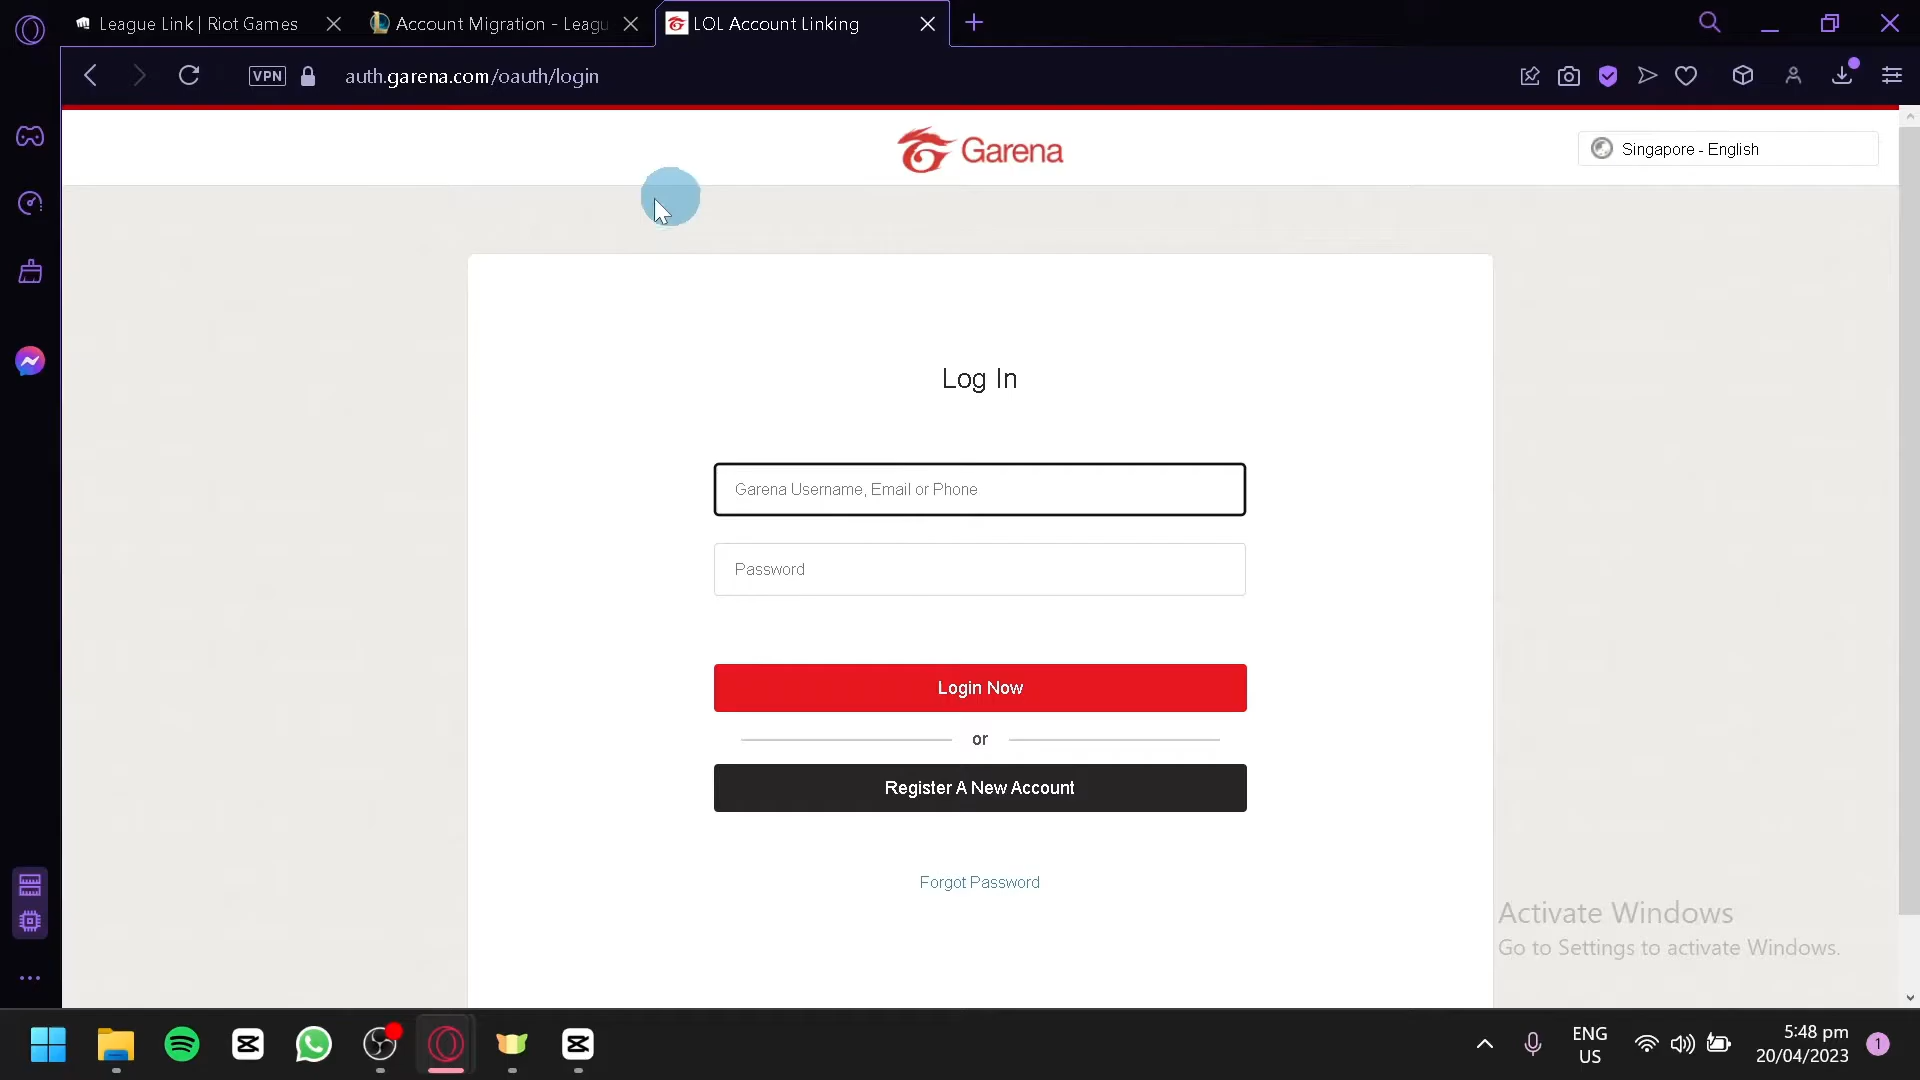 League Link | Riot Games
Account Migration - Leagu
LOL Account Linking
VPN
auth.garena.com/oauth/login
Garena
Singapore - English
Log In
Garena Username, Email or Phone
Password
Login Now
or
Register A New Account
Forgot Password
Activate Windows
Go to Settings to activate Windows.
ENG
US
5:48 pm
20/04/2023
1